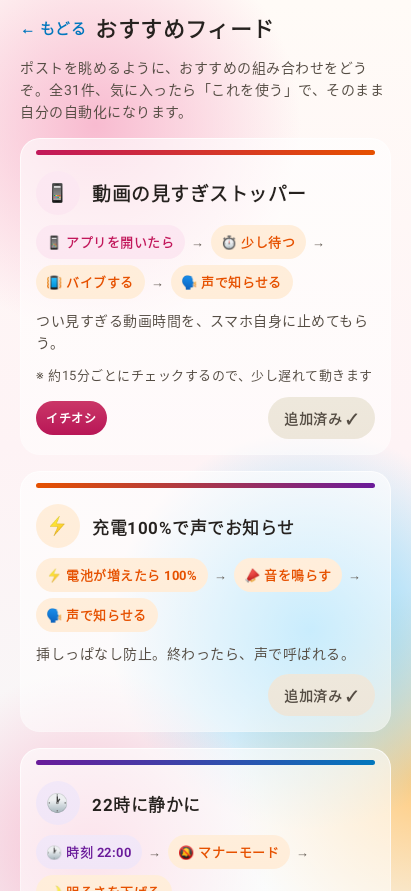 ← もどる おすすめフィード
ポストを眺めるように、おすすめの組み合わせをどう
ぞ。全31件、気に入ったら「これを使う」で、そのまま
自分の自動化になります。
動画の見すぎストッパー
アプリを開いたら → 少し待つ →
バイブする → 声で知らせる
つい見すぎる動画時間を、スマホ自身に止めてもら
う。
※ 約15分ごとにチェックするので、少し遅れて動きます
イチオシ 追加済み ✓
充電100%で声でお知らせ
電池が増えたら 100% → 音を鳴らす →
声で知らせる
挿しっぱなし防止。終わったら、声で呼ばれる。
追加済み ✓
22時に静かに
時刻 22:00 → マナーモード →
明るさを下げる